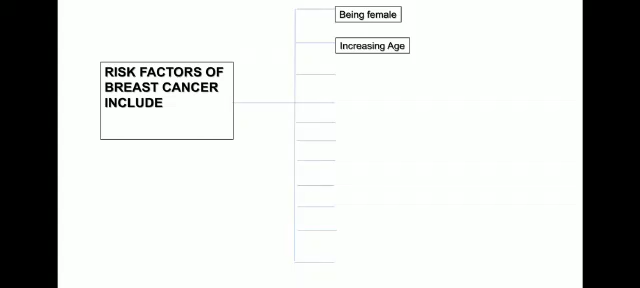 Being female
Increasing Age
RISK FACTORS OF
BREAST CANCER
INCLUDE